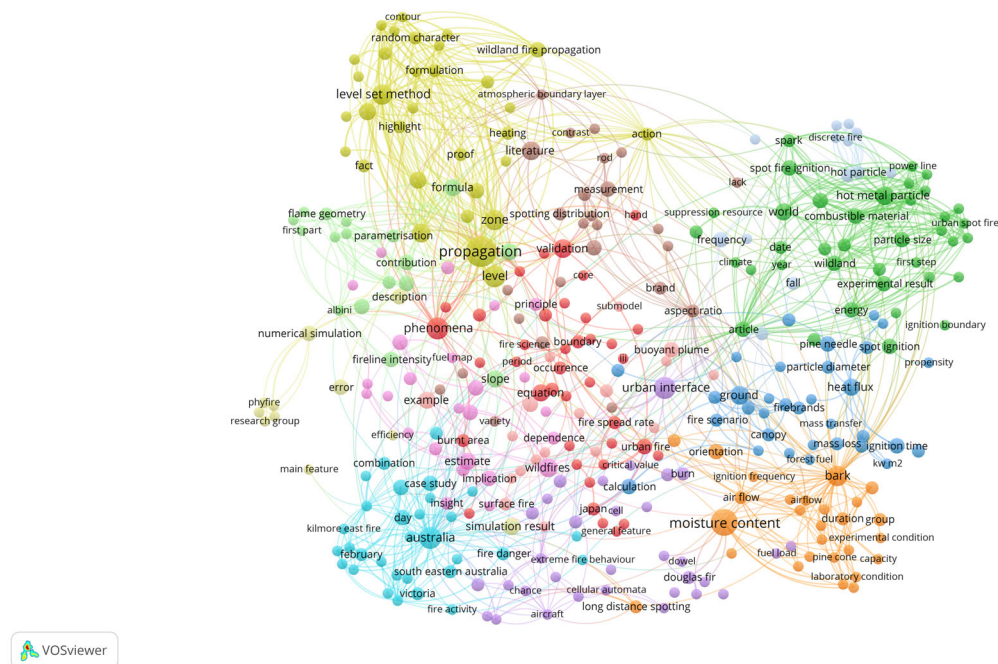 contour
random character
wildland fire propagation
formulation
level set method
atmospheric boundary layer
highlight
heating
contrast
action
literature
proof
fact
rod
spark
discrete fire
spot fire ignition
hot particle
power line
lack
formula
measurement
hot metal particle
flame geometry
first part
zone
spotting distribution
hand
suppression resource
world
combustible material
urban spot fire
parametrisation
propagation
validation
frequency
date
particle size
contribution
level
core
climate
year
wildland
first step
fall
experimental result
description
brand
albini
principle
submodel
aspect ratio
energy
numerical simulation
phenomena
article
ignition boundary
fire science
boundary
buoyant plume
pine needle
spot ignition
fireline intensity
fuel map
period
ill
occurrence
particle diameter
propensity
error
slope
equation
urban interface
ground
heat flux
phyfire
research group
example
firebrands
variety
fire spread rate
fire scenario
mass transfer
efficiency
burnt area
dependence
urban fire
canopy
mass loss
ignition time
orientation
main feature
combination
estimate
wildfires
critical value
forest fuel
kw m2
case study
implication
burn
calculation
ignition frequency
bark
insight
surface fire
air flow
airflow
day
japan
cell
kilmore east fire
simulation result
general feature
moisture content
duration
group
australia
experimental condition
february
fire danger
extreme fire behaviour
dowel
fuel load
pine cone
capacity
south eastern australia
douglas fir
laboratory condition
victoria
chance
cellular automata
fire activity
aircraft
long distance spotting
VOSviewer